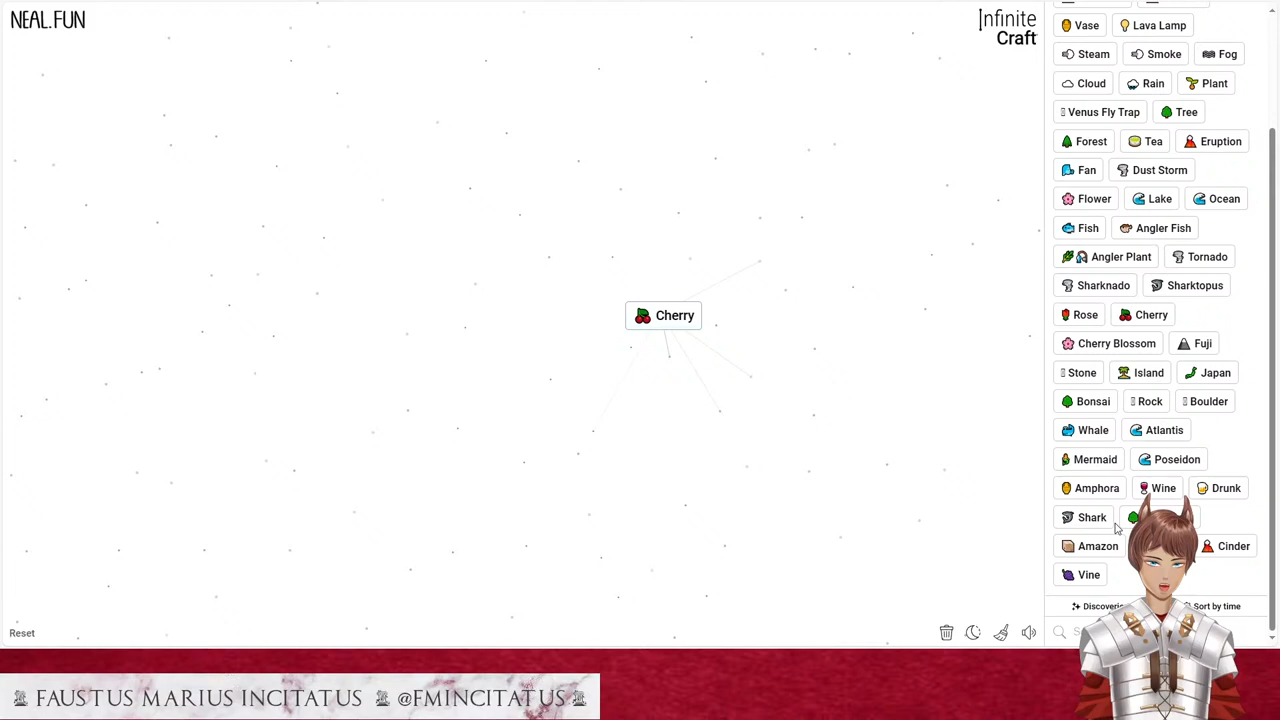 NEAL.FUN
Infinite
Craft
Cherry
Vase Lava Lamp
Steam Smoke Fog
Cloud Rain Plant
Venus Fly Trap Tree
Forest Tea Eruption
Fan Dust Storm
Flower Lake Ocean
Fish Angler Fish
Angler Plant Tornado
Sharknado Sharktopus
Rose Cherry
Cherry Blossom Fuji
Stone Island Japan
Bonsai Rock Boulder
Whale Atlantis
Mermaid Poseidon
Amphora Wine Drunk
Shark
Amazon Cinder
Vine
Sort by time
Reset
FAUSTUS MARIUS INCITATUS @FMINCITATUS